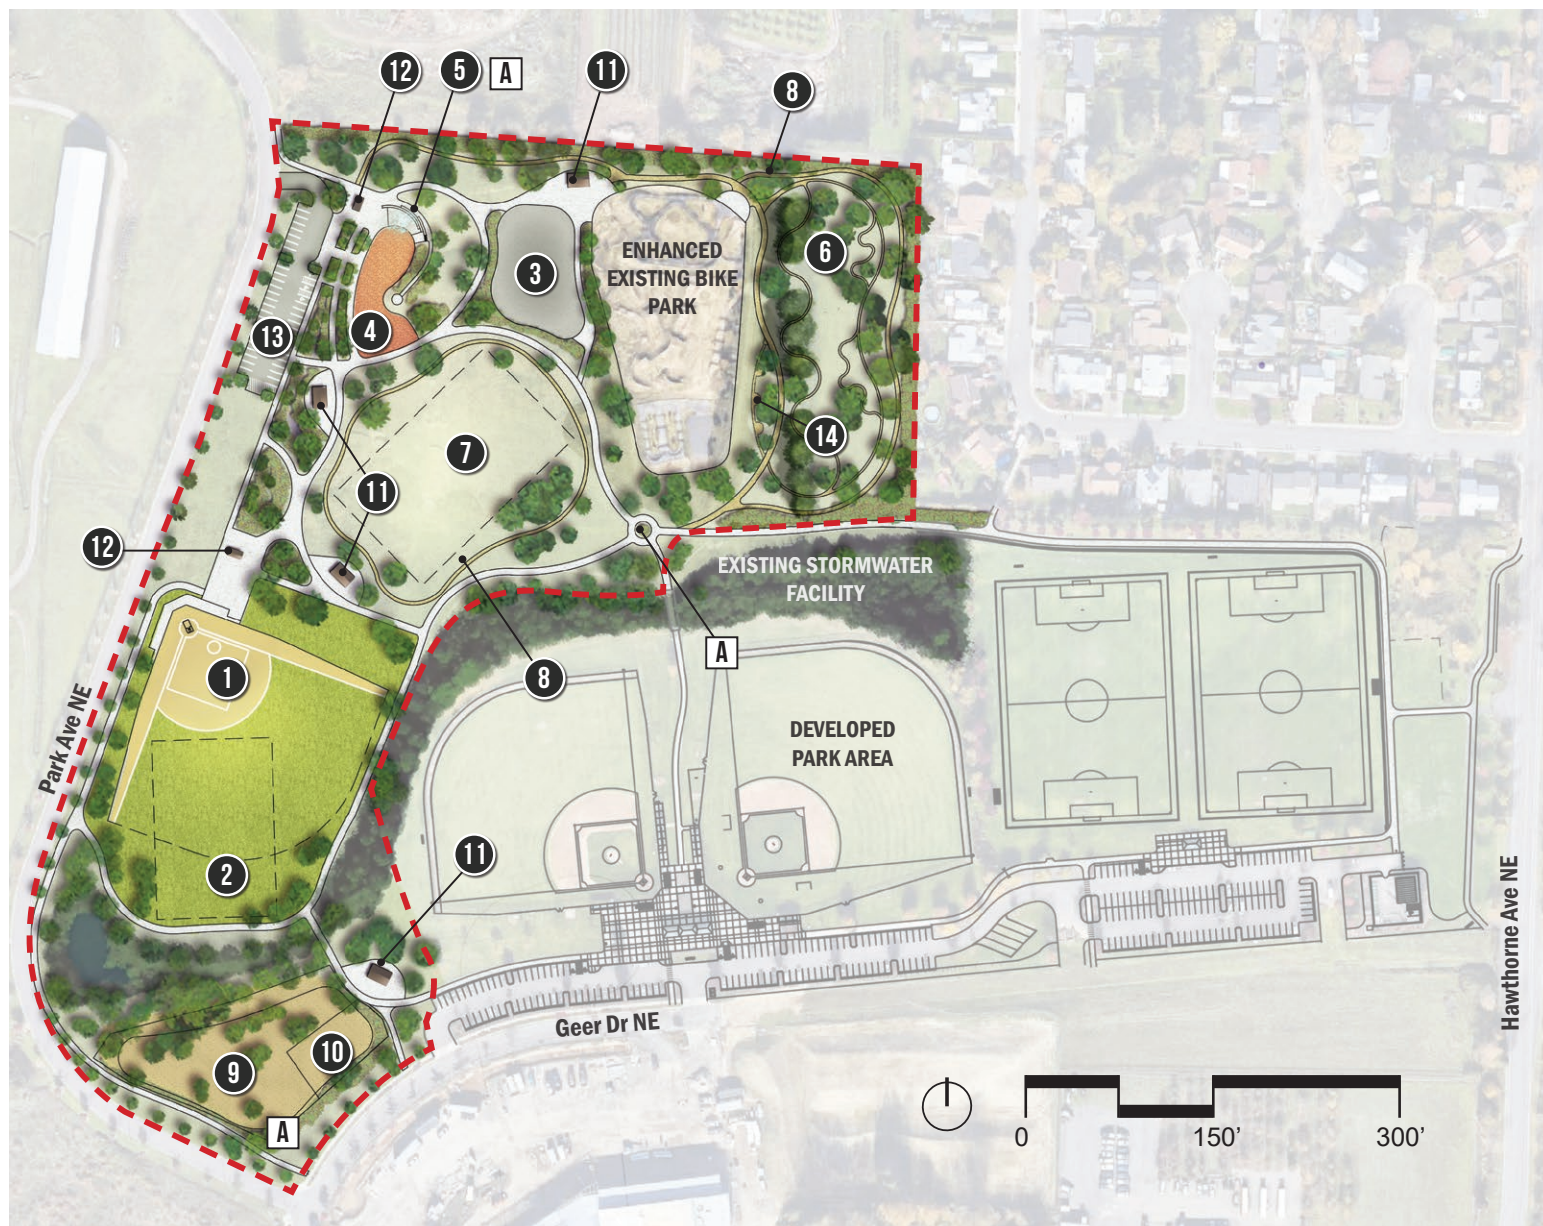 12
5
A
11
8
ENHANCED
EXISTING BIKE
PARK
6
3
4
13
14
7
11
12
EXISTING STORMWATER
FACILITY
A
8
1
DEVELOPED
PARK AREA
Park Ave NE
2
11
Geer Dr NE
Hawthorne Ave NE
9
10
A
0
150'
300'